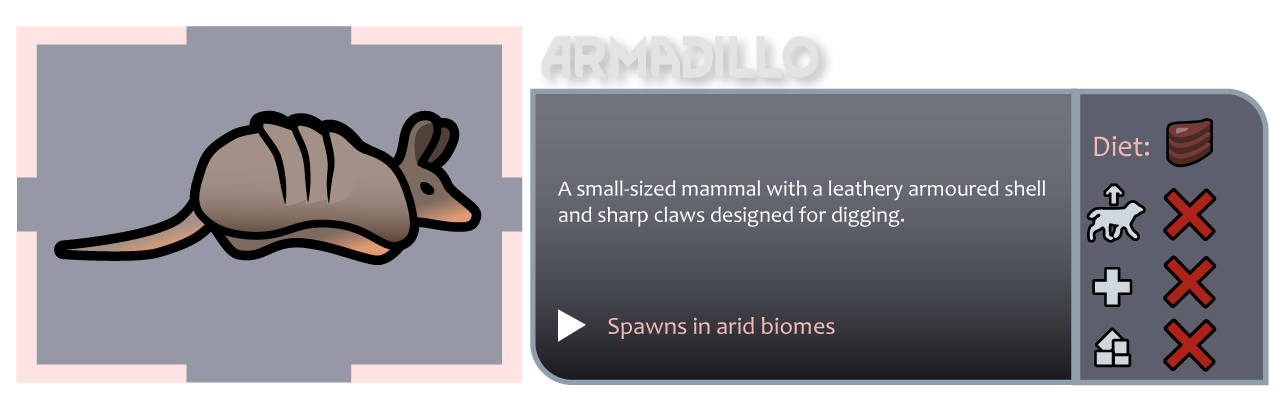 ARMADILLO
Diet:
A small-sized mammal with a leathery armoured shell
and sharp claws designed for digging.
Spawns in arid biomes